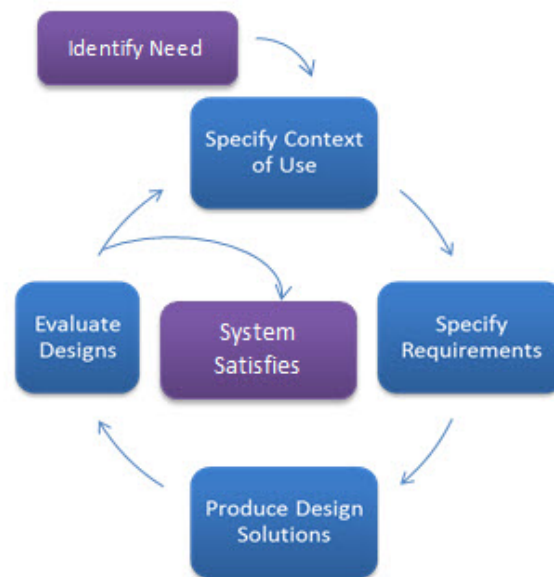 Identify Need
Specify Context
of Use
Evaluate
Designs
System
Satisfies
Specify
Requirements
Produce Design
Solutions